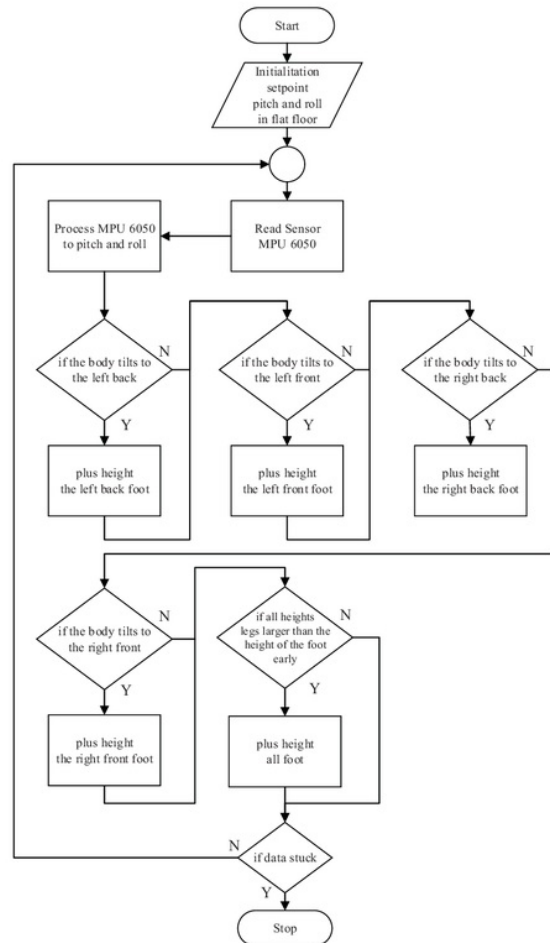 Start
Initialitation
setpoint
pitch and roll
in flat floor
Process MPU 6050
to pitch and roll
Read Sensor
MPU 6050
if the body tilts to
the left back
N
Y
if the body tilts to
the left front
N
Y
if the body tilts to
the right back
N
Y
plus height
the left back foot
plus height
the left front foot
plus height
the right back foot
if the body tilts to
the right front
N
Y
if all heights
legs larger than the
height of the foot
early
N
Y
plus height
the right front foot
plus height
all foot
N
if data stuck
Y
Stop